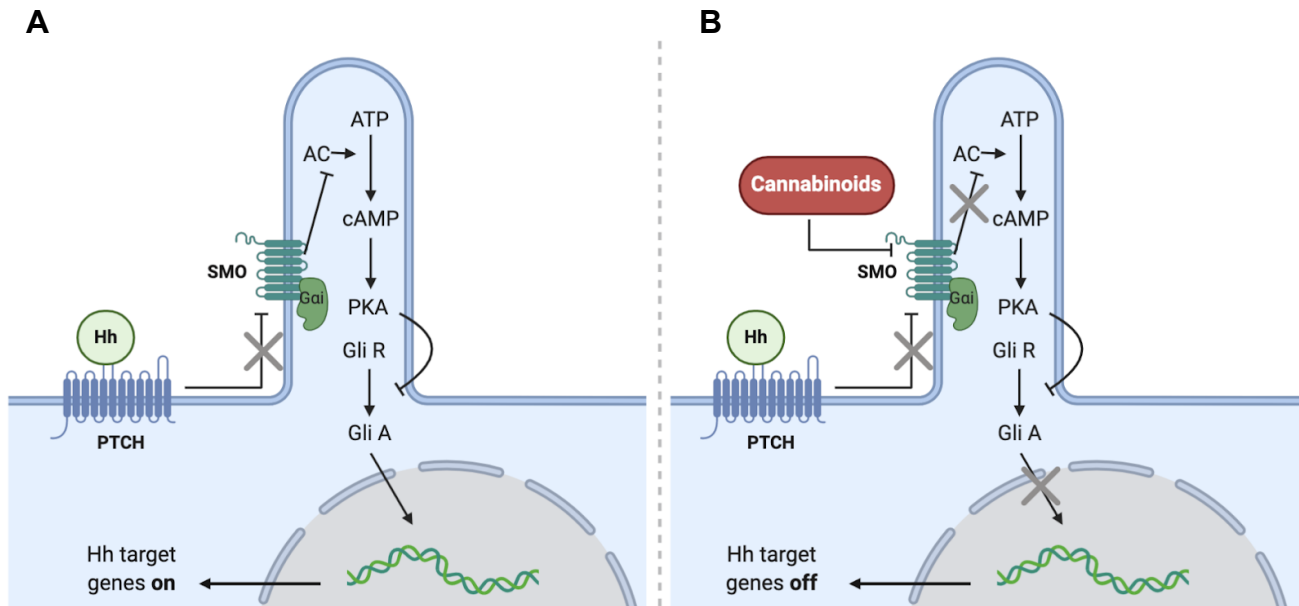 A
ATP
AC
cAMP
SMO
Gαi
PKA
Hh
Gli R
PTCH
Gli A
Hh target
genes on
B
ATP
AC
Cannabinoids
cAMP
SMO
Gαi
PKA
Hh
Gli R
PTCH
Gli A
Hh target
genes off